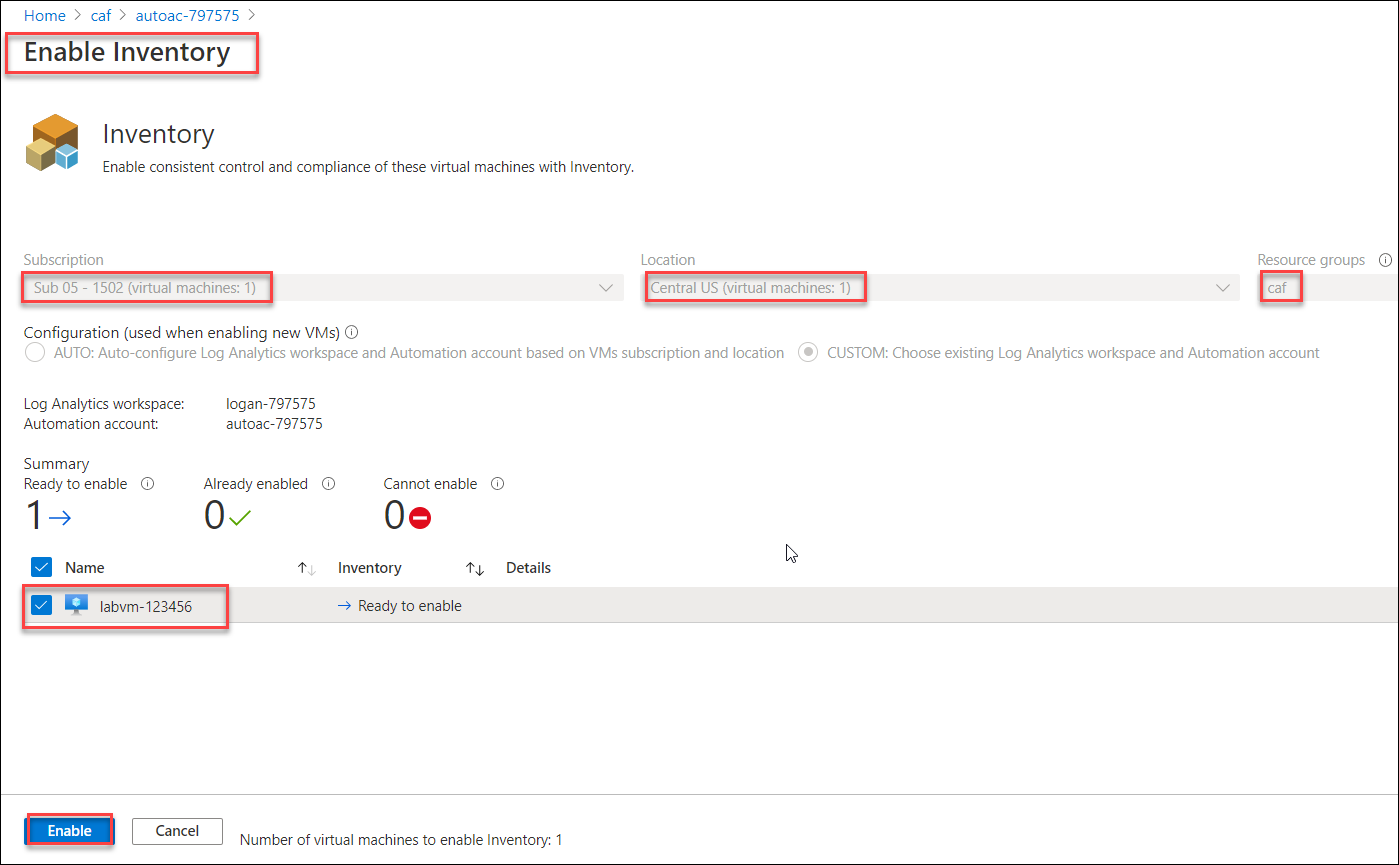 Home > caf > autoac-797575 >
Enable Inventory
Inventory
Enable consistent control and compliance of these virtual machines with Inventory.
Subscription Location Resource groups
Sub 05 - 1502 (virtual machines: 1) Central US (virtual machines: 1) caf
Configuration (used when enabling new VMs)
AUTO: Auto-configure Log Analytics workspace and Automation account based on VMs subscription and location CUSTOM: Choose existing Log Analytics workspace and Automation account
Log Analytics workspace: logan-797575
Automation account: autoac-797575
Summary
Ready to enable Already enabled Cannot enable
1 0 0
Name Inventory Details
labvm-123456 Ready to enable
Enable Cancel Number of virtual machines to enable Inventory: 1